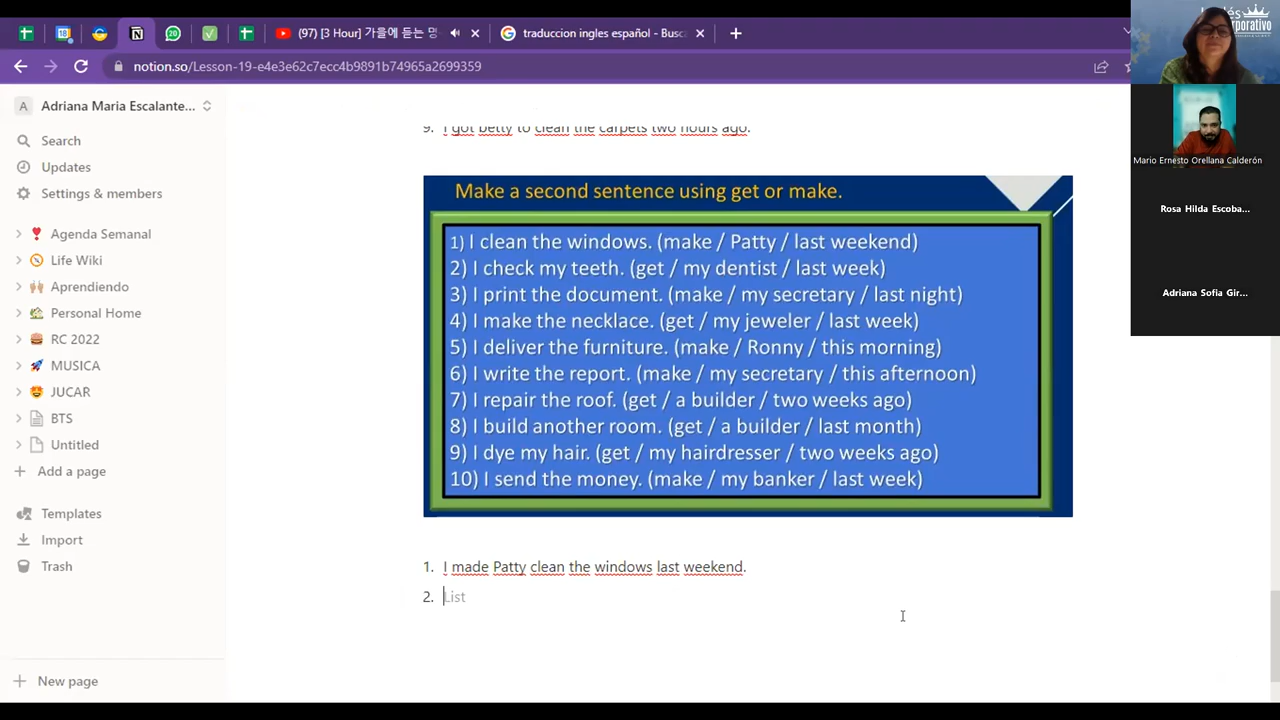 (97) [3 Hour] 가을에 듣는 명
traduccion ingles español - Busc
notion.so/Lesson-19-e4e3e62c7ecc4b9891b74965a2699359
A Adriana Maria Escalante...
Search
Updates
Settings & members
Agenda Semanal
Life Wiki
Aprendiendo
Personal Home
RC 2022
MUSICA
JUCAR
BTS
Untitled
Add a page
Templates
Import
Trash
New page
9. I got betty to clean the carpets two hours ago.
Make a second sentence using get or make.
1) I clean the windows. (make / Patty / last weekend)
2) I check my teeth. (get / my dentist / last week)
3) I print the document. (make / my secretary / last night)
4) I make the necklace. (get / my jeweler / last week)
5) I deliver the furniture. (make / Ronny / this morning)
6) I write the report. (make / my secretary / this afternoon)
7) I repair the roof. (get / a builder / two weeks ago)
8) I build another room. (get / a builder / last month)
9) I dye my hair. (get / my hairdresser / two weeks ago)
10) I send the money. (make / my banker / last week)
1. I made Patty clean the windows last weekend.
2. List
Mario Ernesto Orellana Calderón
Rosa Hilda Escoba...
Adriana Sofia Gir...